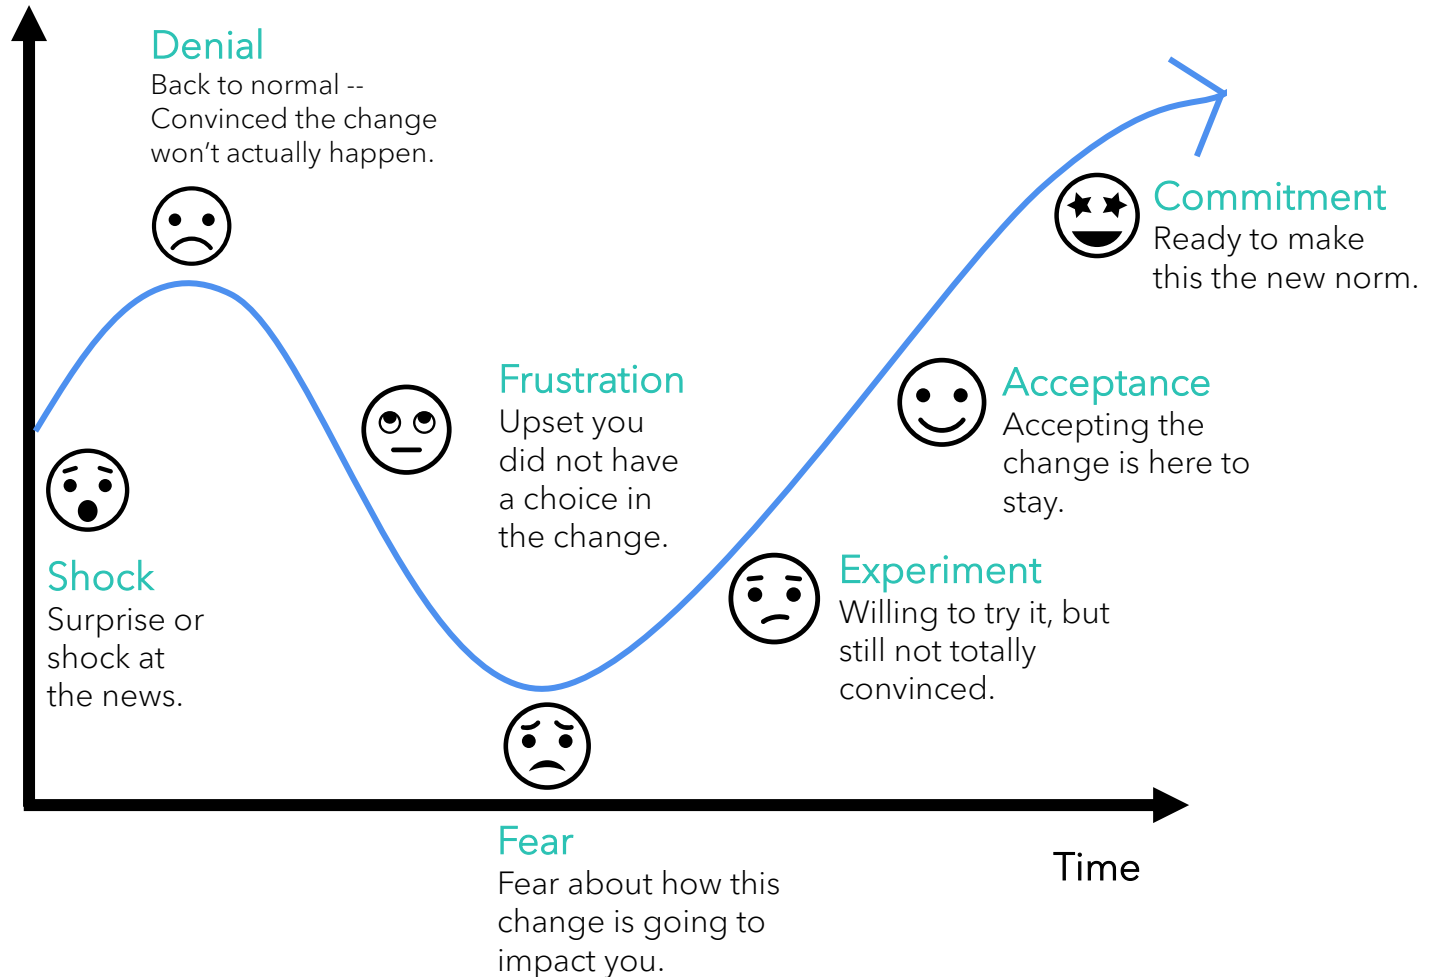 Denial
Back to normal --
Convinced the change
won't actually happen.
Shock
Surprise or
shock at
the news.
Frustration
Upset you
did not have
a choice in
the change.
Fear
Fear about how this
change is going to
impact you.
Experiment
Willing to try it, but
still not totally
convinced.
Acceptance
Accepting the
change is here to
stay.
Commitment
Ready to make
this the new norm.
Time